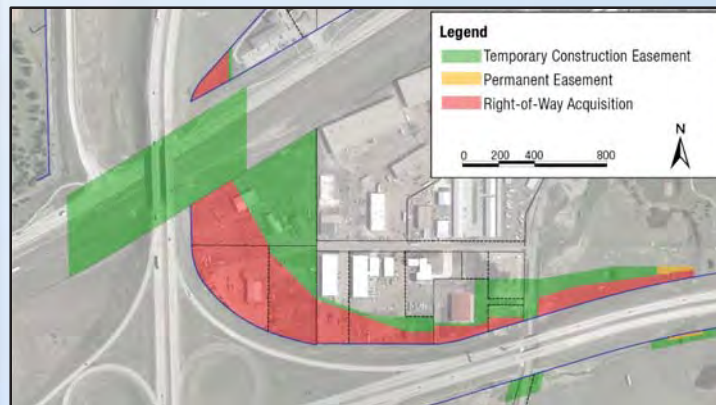 Legend
Temporary Construction Easement
Permanent Easement
Right-of-Way Acquisition
N
0 200 400 800